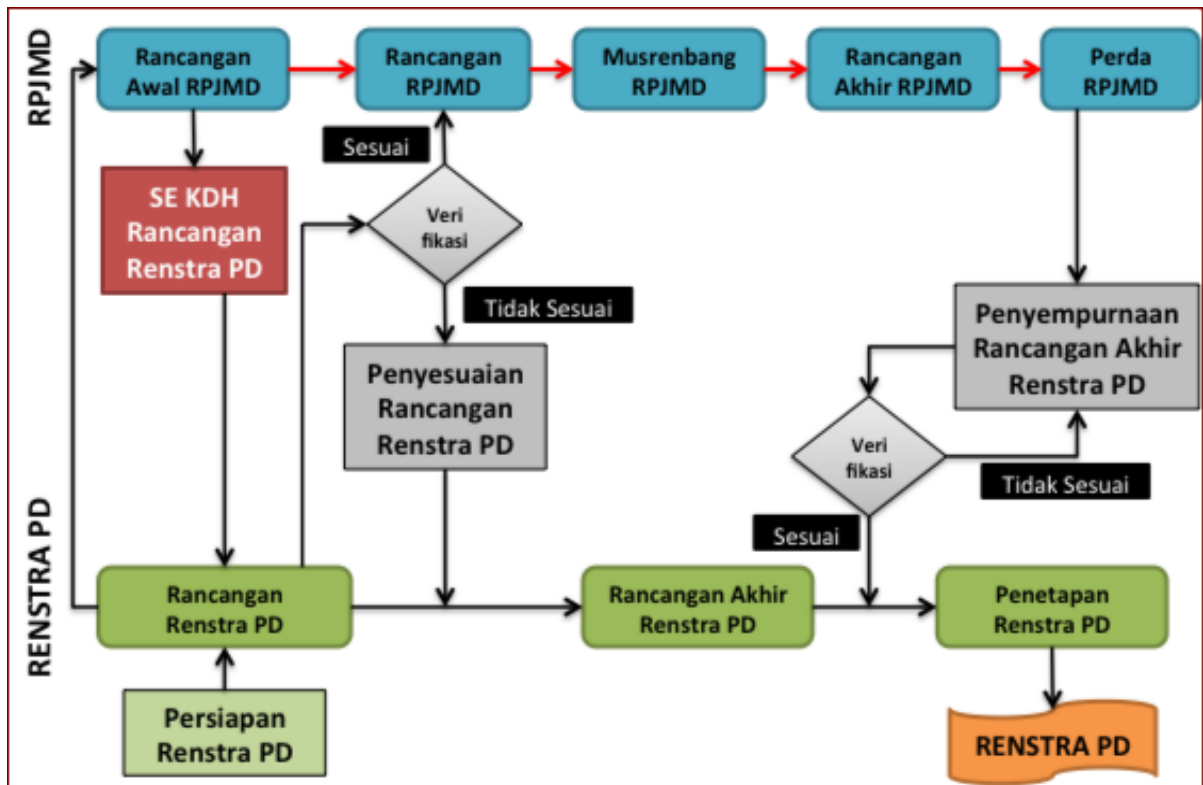 RPJMD
Rancangan
Awal RPJMD
Rancangan
RPJMD
Musrenbang
RPJMD
Rancangan
Akhir RPJMD
Perda
RPJMD
Sesuai
SE KDH
Rancangan
Renstra PD
Veri
fikasi
Tidak Sesuai
Penyesuaian
Rancangan
Renstra PD
Penyempurnaan
Rancangan Akhir
Renstra PD
Veri
fikasi
Tidak Sesuai
Sesuai
RENSTRA PD
Rancangan
Renstra PD
Rancangan Akhir
Renstra PD
Penetapan
Renstra PD
Persiapan
Renstra PD
RENSTRA PD